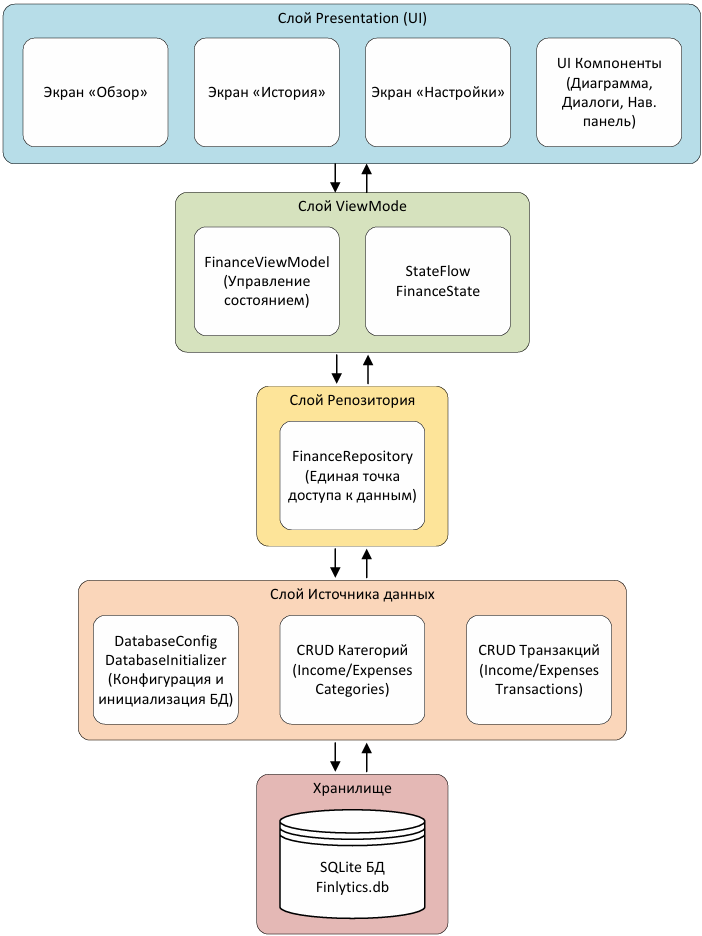 Слой Presentation (UI)
Экран «Обзор»
Экран «История»
Экран «Настройки»
UI Компоненты
(Диаграмма,
Диалоги, Нав.
панель)
Слой ViewMode
FinanceViewModel
(Управление
состоянием)
StateFlow
FinanceState
Слой Репозитория
FinanceRepository
(Единая точка
доступа к данным)
Слой Источника данных
DatabaseConfig
DatabaseInitializer
(Конфигурация и
инициализация БД)
CRUD Категорий
(Income/Expenses
Categories)
CRUD Транзакций
(Income/Expenses
Transactions)
Хранилище
SQLite БД
Finlytics.db